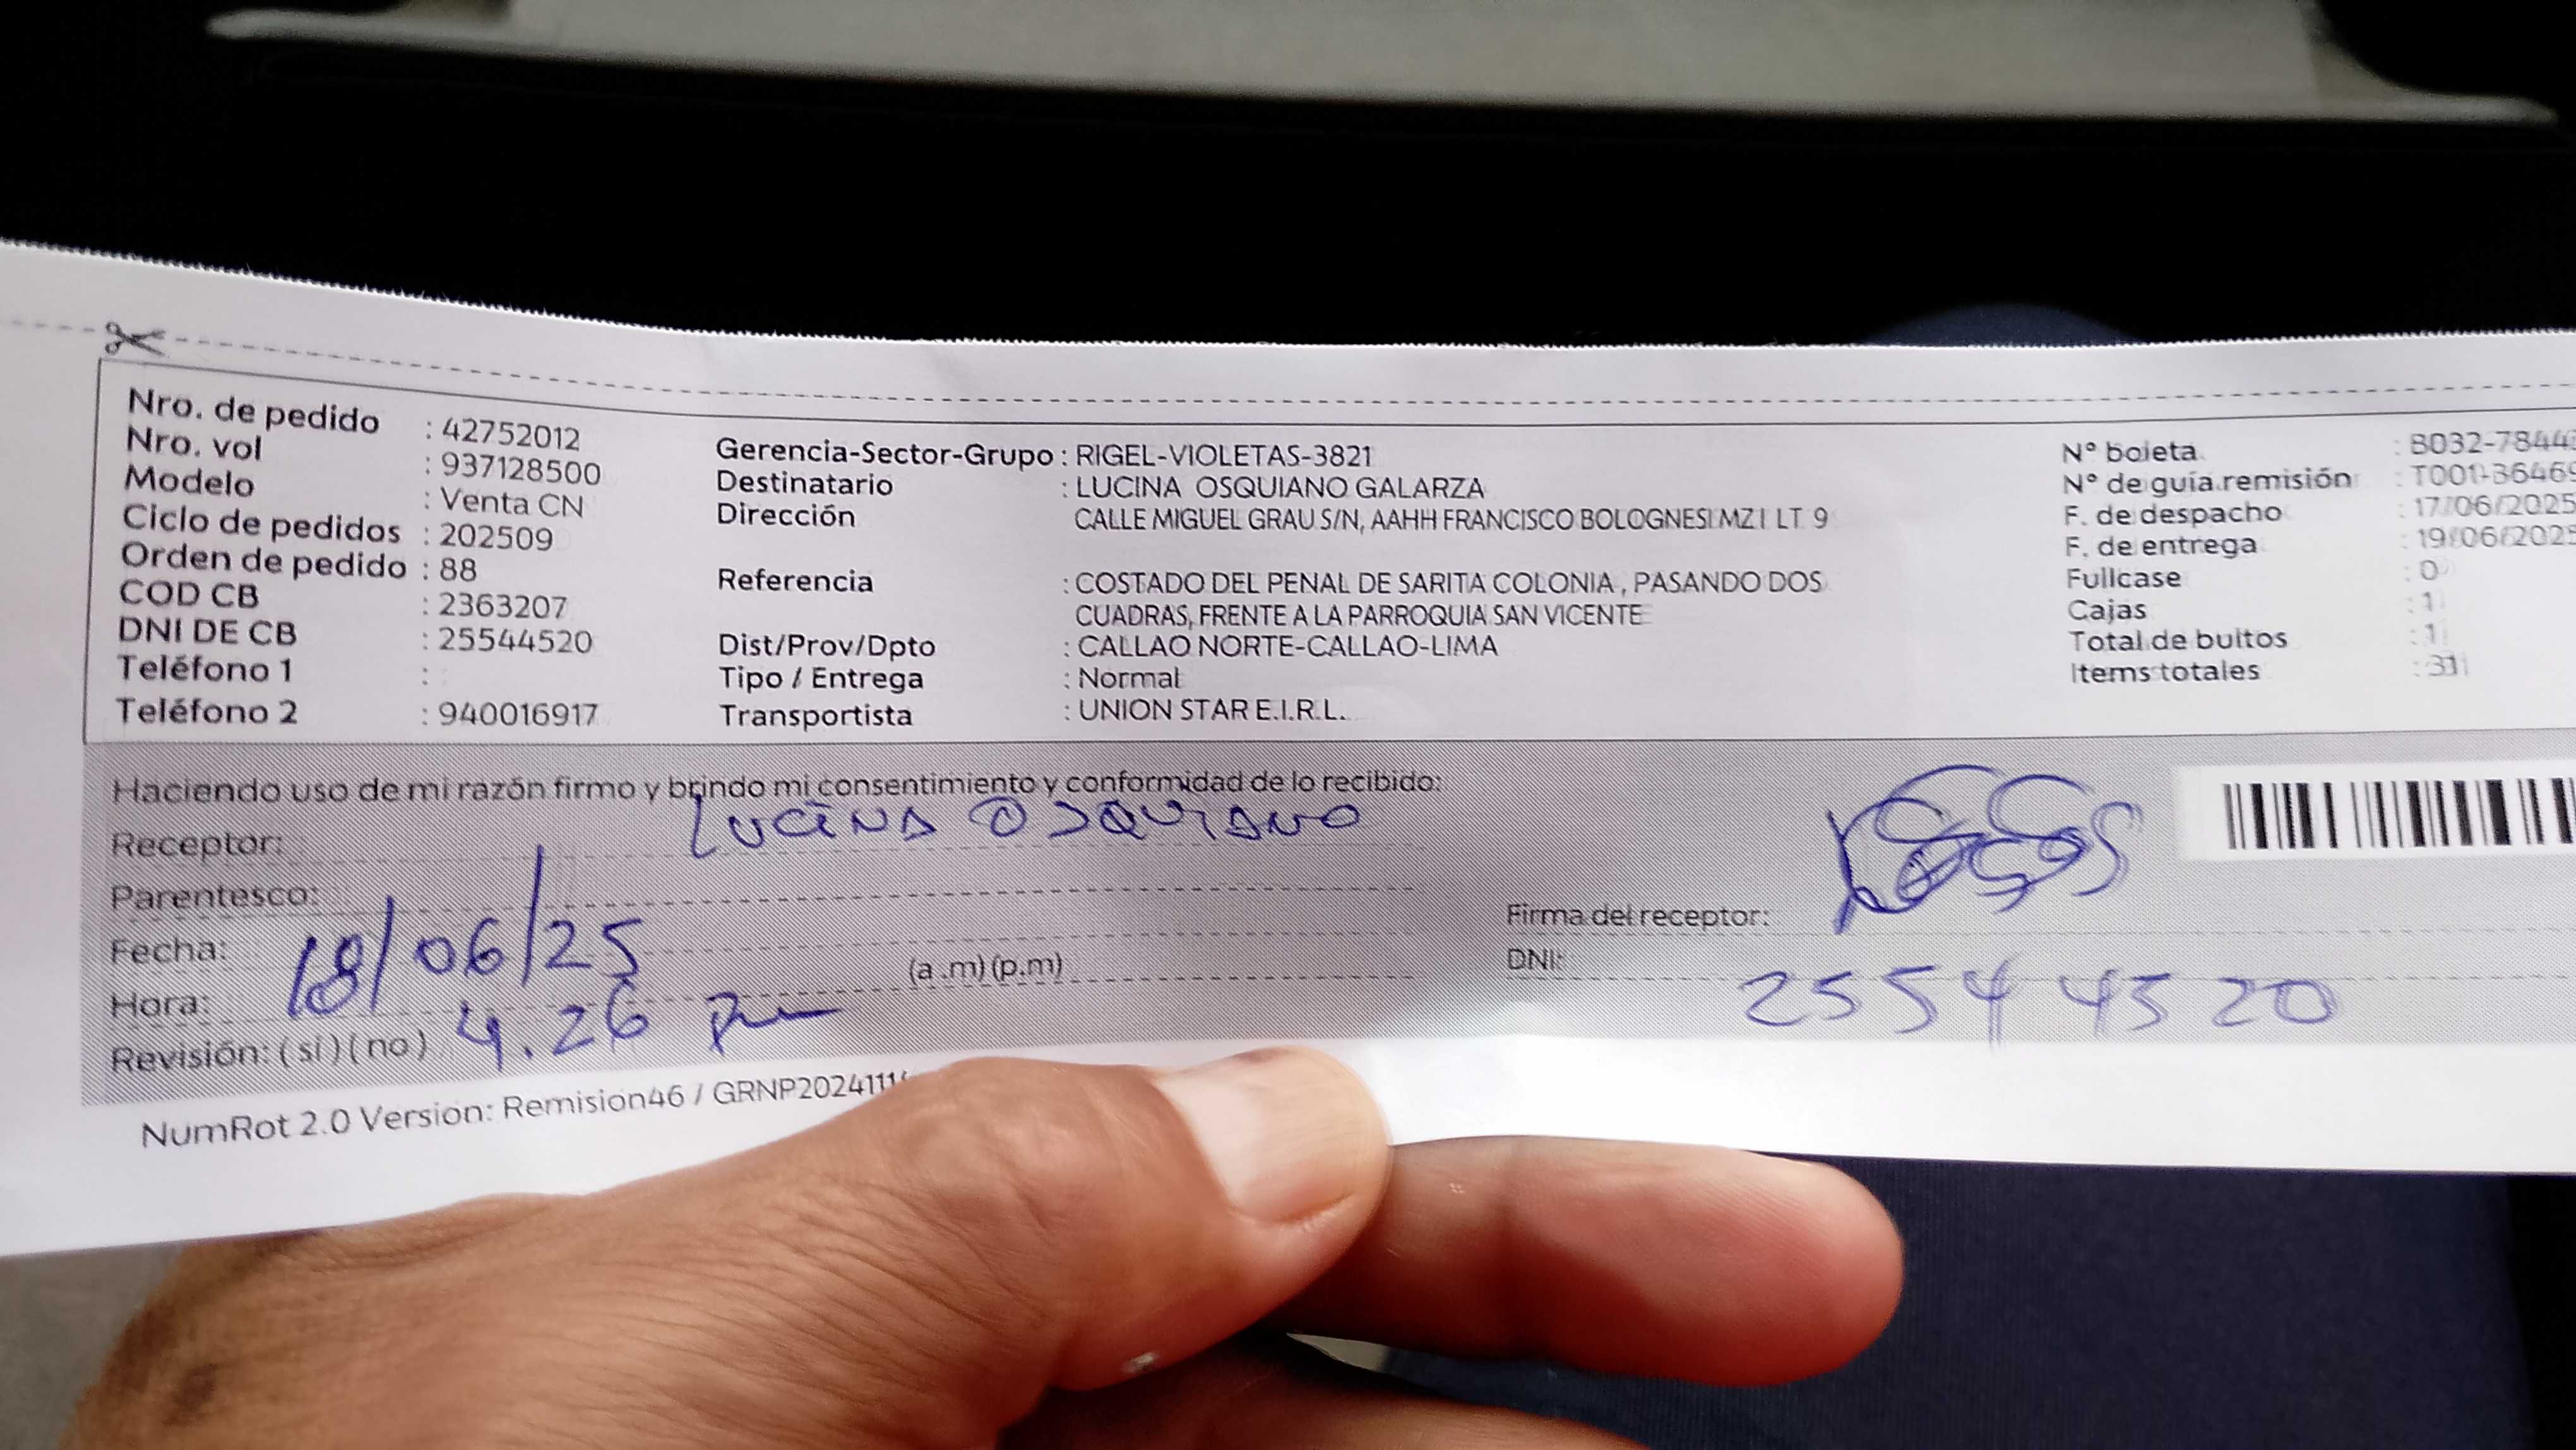 Nro. de pedido : 42752012
Nro. vol : 937128500
Modelo : Venta CN
Ciclo de pedidos : 202509
Orden de pedido : 88
COD CB : 2363207
DNI DE CB : 25544520
Teléfono 1 :
Teléfono 2 : 940016917
Gerencia-Sector-Grupo : RIGEL-VIOLETAS-3821
Destinatario : LUCINA OSQUIANO GALARZA
Dirección CALLE MIGUEL GRAU S/N, AAHH FRANCISCO BOLOGNESI MZ I LT 9
Referencia : COSTADO DEL PENAL DE SARITA COLONIA, PASANDO DOS
CUADRAS, FRENTE A LA PARROQUIA SAN VICENTE
Dist/Prov/Dpto : CALLAO NORTE-CALLAO-LIMA
Tipo / Entrega : Normal
Transportista : UNION STAR E.I.R.L.
N° boleta : B032-7844
N° de guía remisión : T001-36469
F. de despacho : 17/06/2025
F. de entrega : 19/06/2025
Fullcase : 0
Cajas : 1
Total de bultos : 1
Items totales : 31
Haciendo uso de mi razón firmo y brindo mi consentimiento y conformidad de lo recibido:
Receptor: LUCINA OSQUIANO
Parentesco:
Fecha: 18/06/25
Hora: 4.26 pm (a.m) (p.m)
Revisión: ( sí ) ( no )
Firma del receptor:
DNI: 25544520
NumRot 2.0 Version: Remision46 / GRNP2024111